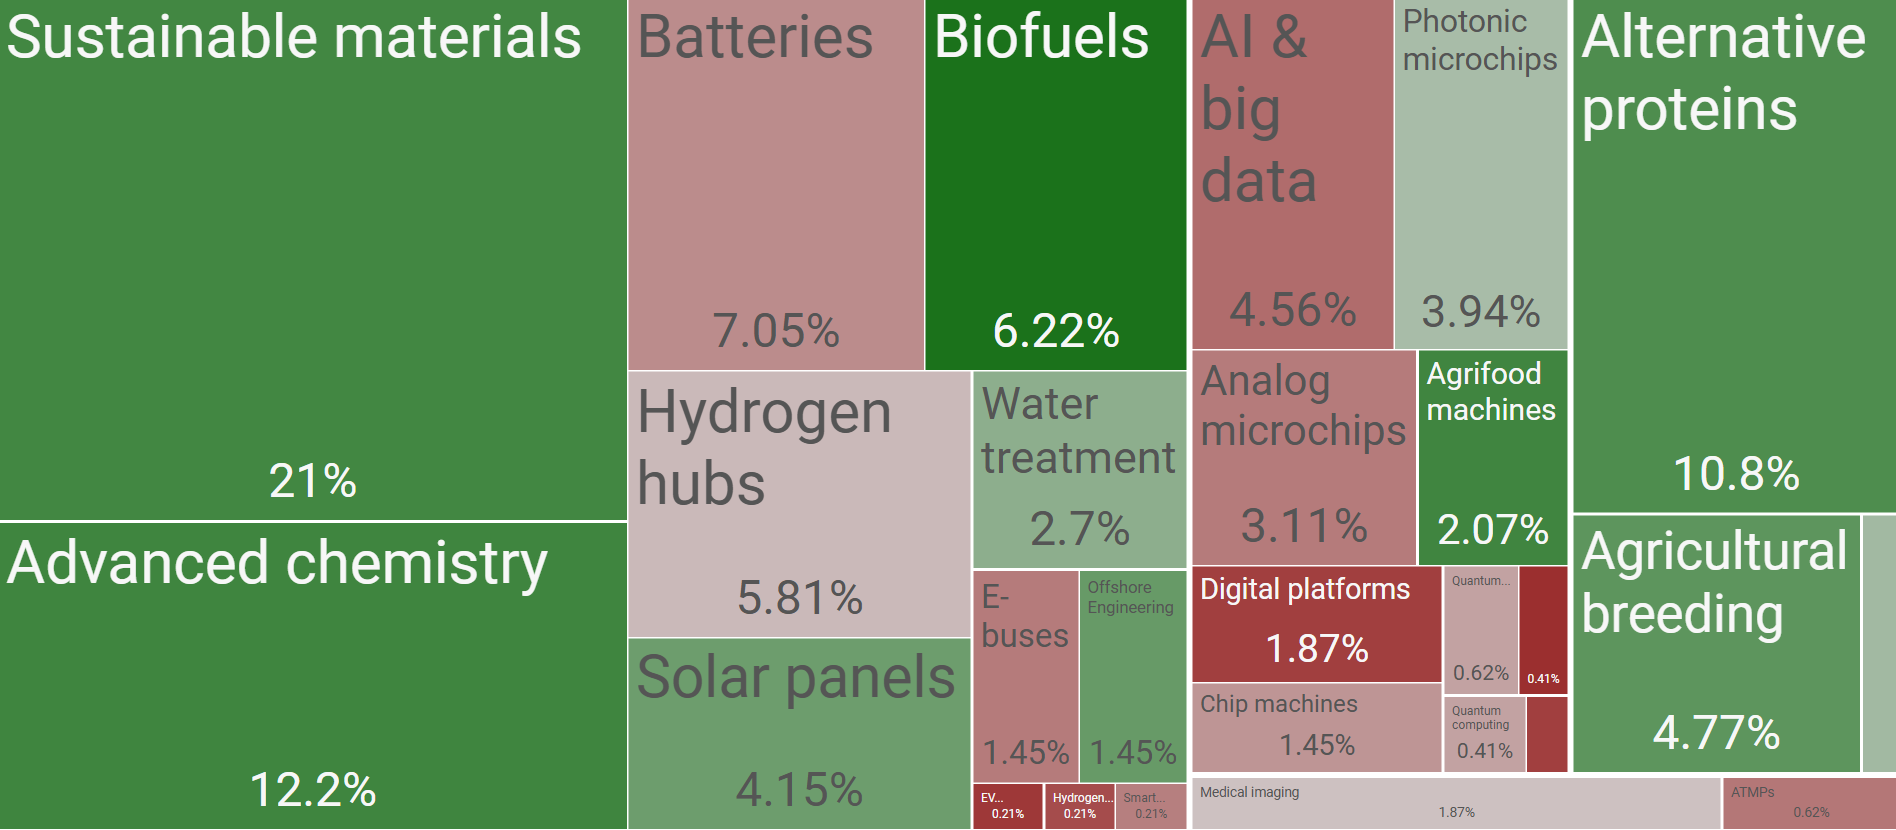 Sustainable materials
21%
Advanced chemistry
12.2%
Batteries
7.05%
Biofuels
6.22%
Hydrogen
hubs
5.81%
Solar panels
4.15%
Water
treatment
2.7%
E-
buses
1.45%
Offshore
Engineering
1.45%
EV...
0.21%
Hydrogen...
0.21%
Smart...
0.21%
AI &
big
data
4.56%
Photonic
microchips
3.94%
Analog
microchips
3.11%
Agrifood
machines
2.07%
Digital platforms
1.87%
Chip machines
1.45%
Quantum...
0.62%
0.41%
Quantum
computing
0.41%
Alternative
proteins
10.8%
Agricultural
breeding
4.77%
Medical imaging
1.87%
ATMPs
0.62%